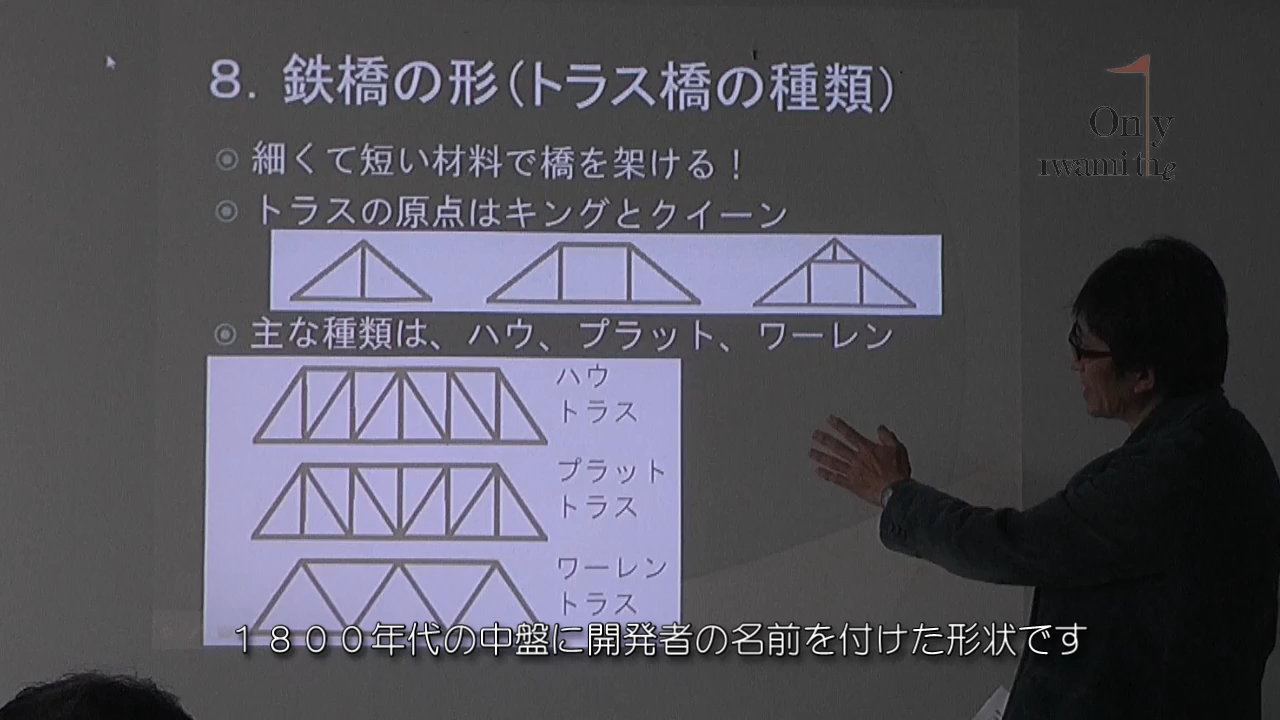 8. 鉄橋の形(トラス橋の種類)
細くて短い材料で橋を架ける!
トラスの原点はキングとクイーン
主な種類は、ハウ、プラット、ワーレン
ハウ
トラス
プラット
トラス
ワーレン
トラス
1800年代の中盤に開発者の名前を付けた形状です
Only
iwami the